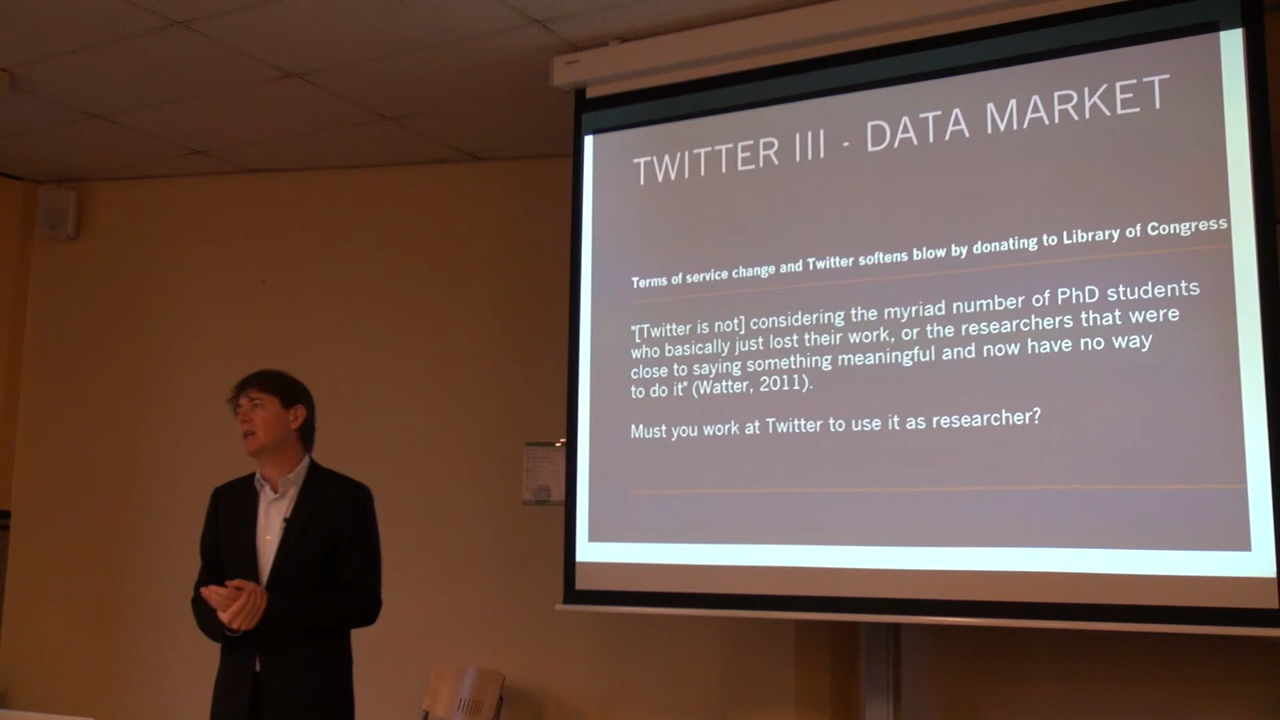 TWITTER III - DATA MARKET
Terms of service change and Twitter softens blow by donating to Library of Congress
"[Twitter is not] considering the myriad number of PhD students
who basically just lost their work, or the researchers that were
close to saying something meaningful and now have no way
to do it" (Watter, 2011).
Must you work at Twitter to use it as researcher?